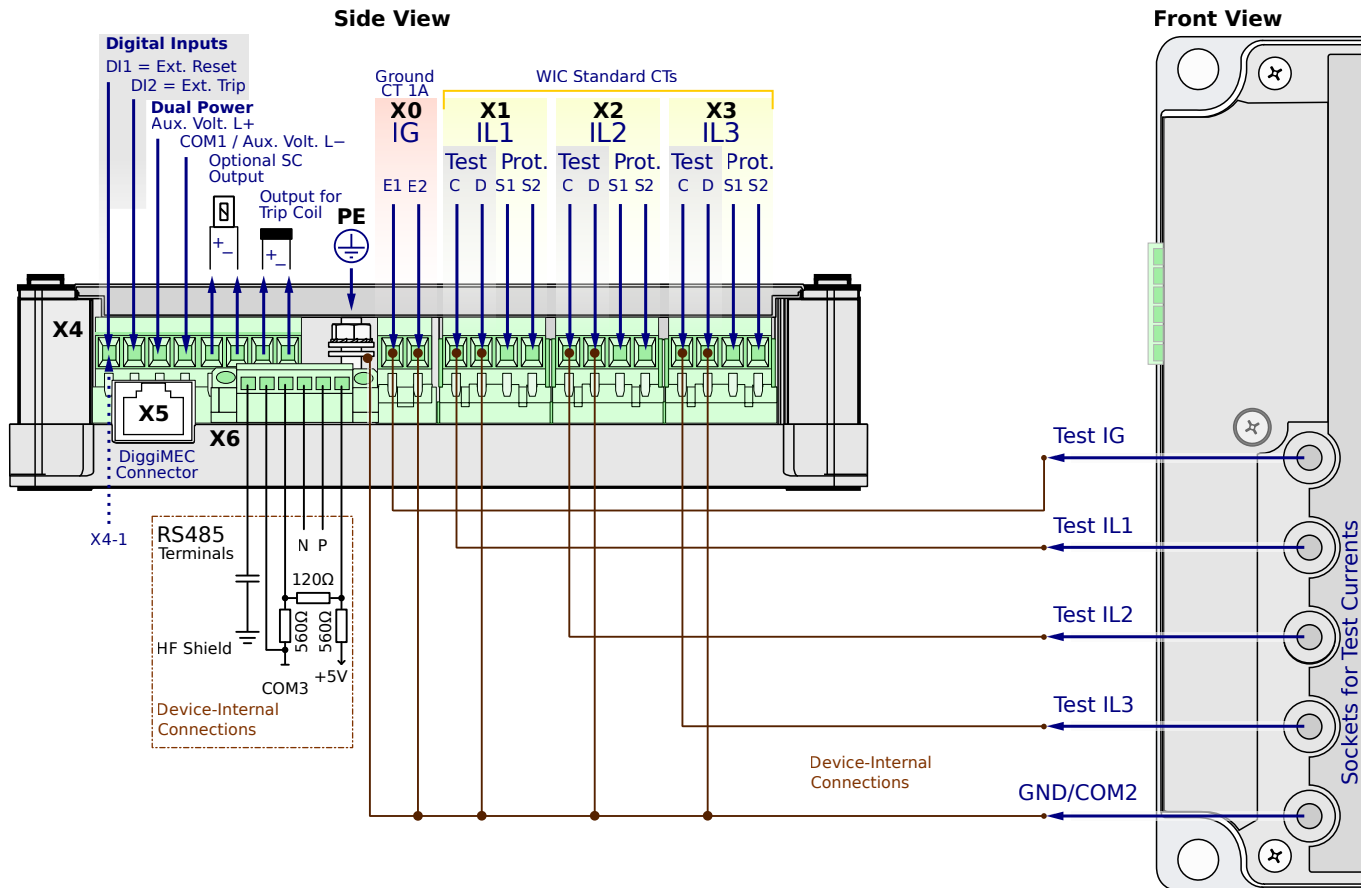 Side View
Front View
Digital Inputs
DI1 = Ext. Reset
DI2 = Ext. Trip
Dual Power
Aux. Volt. L+
COM1 / Aux. Volt. L−
Optional SC
Output
+
−
Output for
Trip Coil
+
−
PE
Ground
CT 1A
X0
IG
E1 E2
WIC Standard CTs
X1
IL1
Test Prot.
C D S1 S2
X2
IL2
Test Prot.
C D S1 S2
X3
IL3
Test Prot.
C D S1 S2
X4
X5
X6
DiggiMEC
Connector
X4-1
RS485
Terminals
N P
120Ω
560Ω
560Ω
HF Shield
+5V
COM3
Device-Internal
Connections
Test IG
Test IL1
Test IL2
Test IL3
Device-Internal
Connections
GND/COM2
Sockets for Test Currents